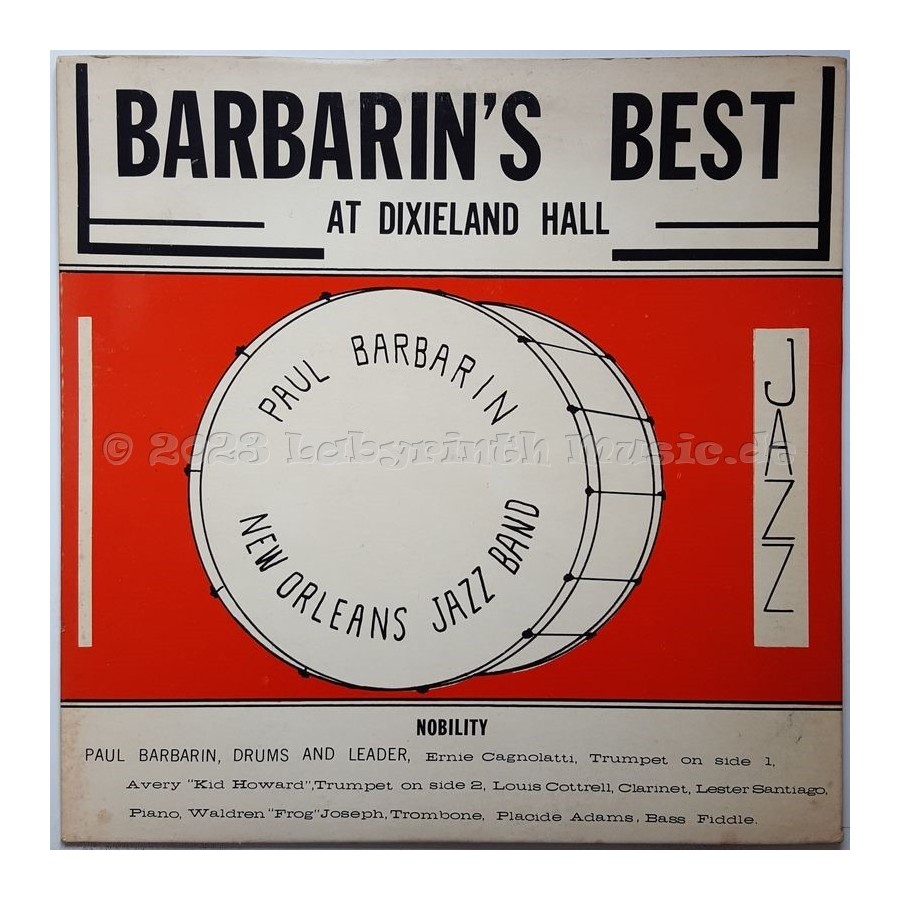 BARBARIN'S BEST
AT DIXIELAND HALL
PAUL BARBARIN
JAZZ
© 2023 Labyrinth Music.de
NEW ORLEANS JAZZ BAND
NOBILITY
PAUL BARBARIN, DRUMS AND LEADER, Ernie Cagnolatti, Trumpet on side 1,
Avery "Kid Howard", Trumpet on side 2, Louis Cottrell, Clarinet, Lester Santiago,
Piano, Waldren "Frog" Joseph, Trombone, Placide Adams, Bass Fiddle.